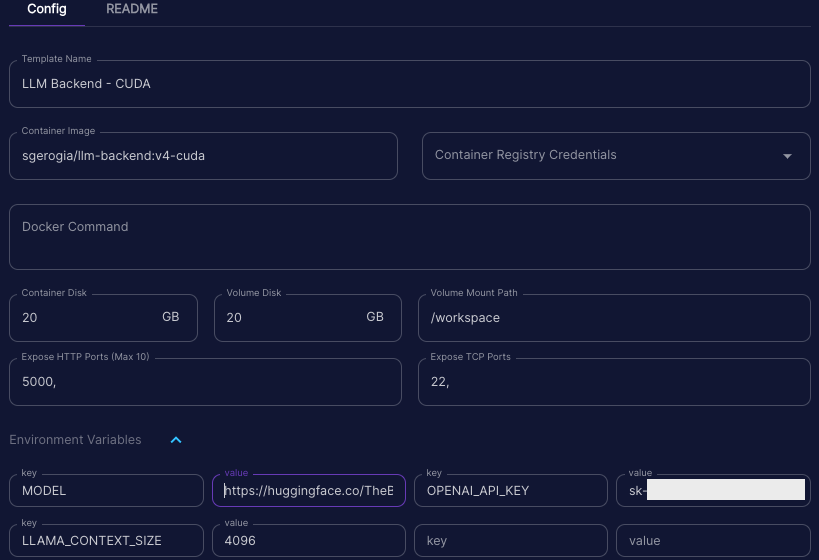 Config README
Template Name
LLM Backend - CUDA
Container Image
sgerogia/llm-backend:v4-cuda
Container Registry Credentials
Docker Command
Container Disk
20 GB
Volume Disk
20 GB
Volume Mount Path
/workspace
Expose HTTP Ports (Max 10)
5000,
Expose TCP Ports
22,
Environment Variables
key
MODEL
value
https://huggingface.co/TheB
key
OPENAI_API_KEY
value
sk-
key
LLAMA_CONTEXT_SIZE
value
4096
key
value